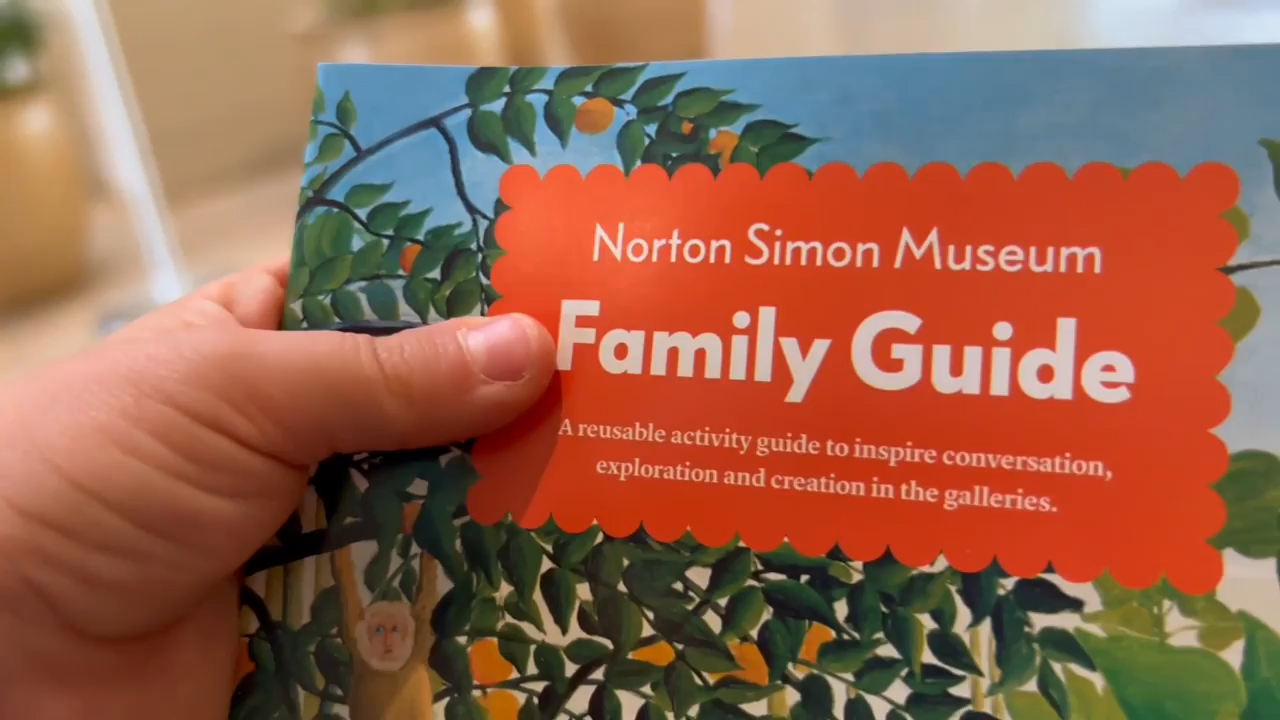 Norton Simon Museum
Family Guide
A reusable activity guide to inspire conversation,
exploration and creation in the galleries.